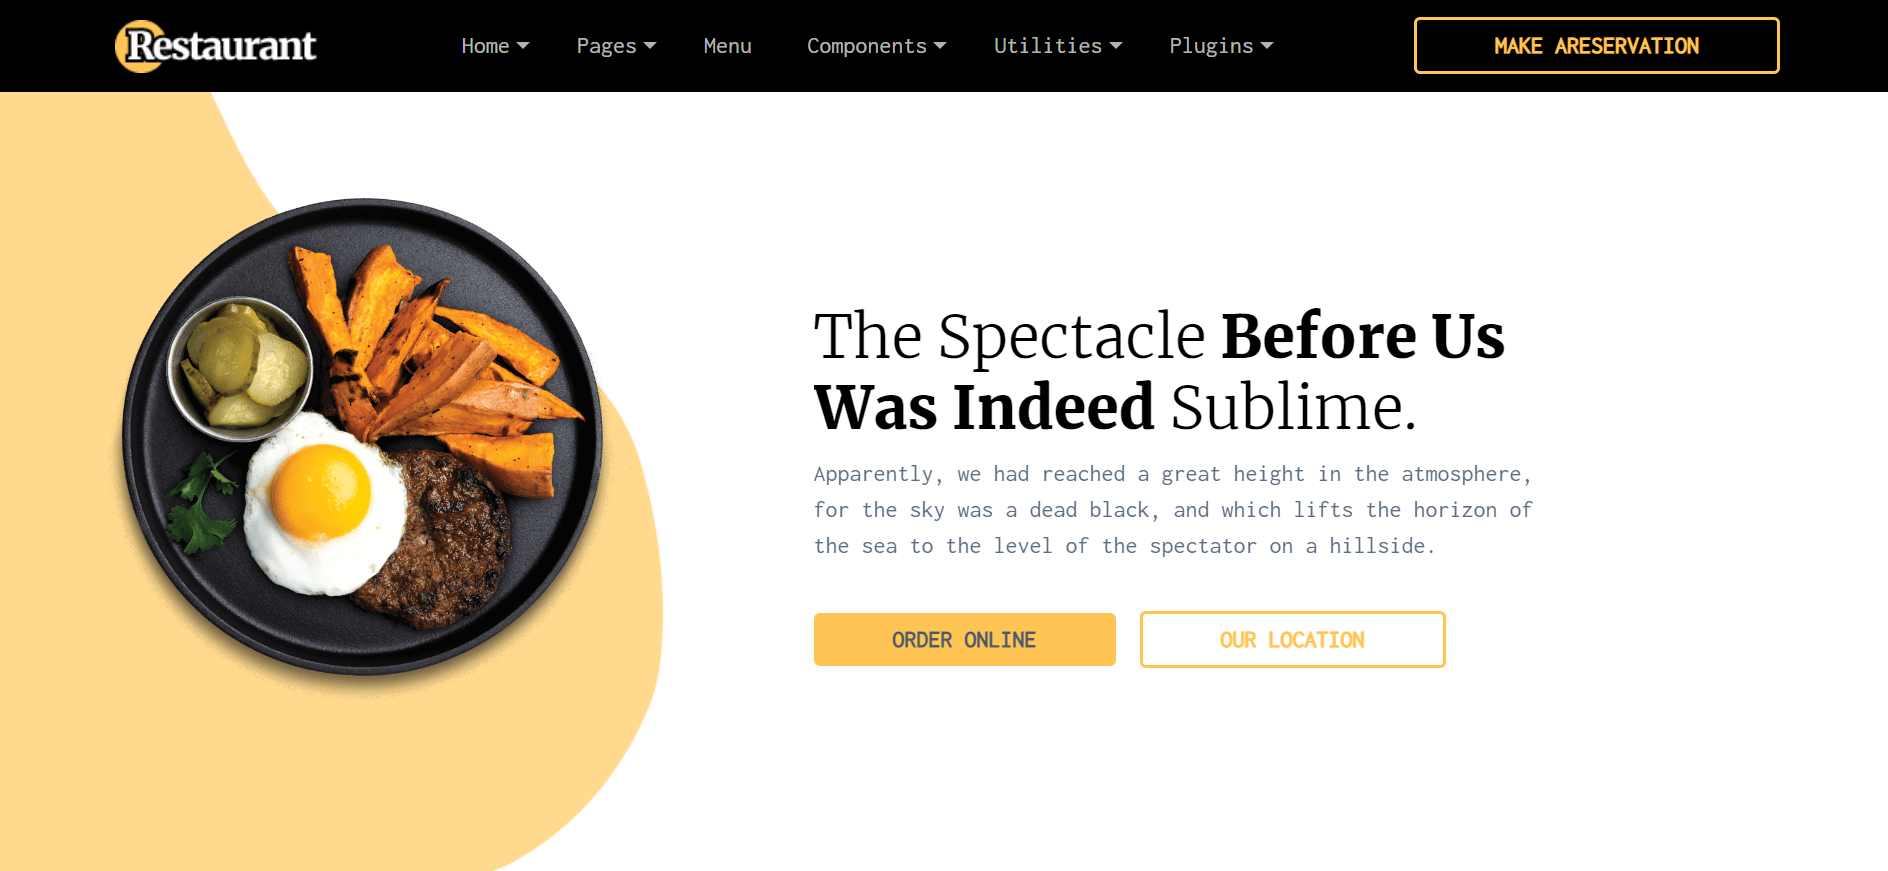 Restaurant
Home
Pages
Menu
Components
Utilities
Plugins
MAKE ARESERVATION
The Spectacle Before Us
Was Indeed Sublime.
Apparently, we had reached a great height in the atmosphere,
for the sky was a dead black, and which lifts the horizon of
the sea to the level of the spectator on a hillside.
ORDER ONLINE
OUR LOCATION